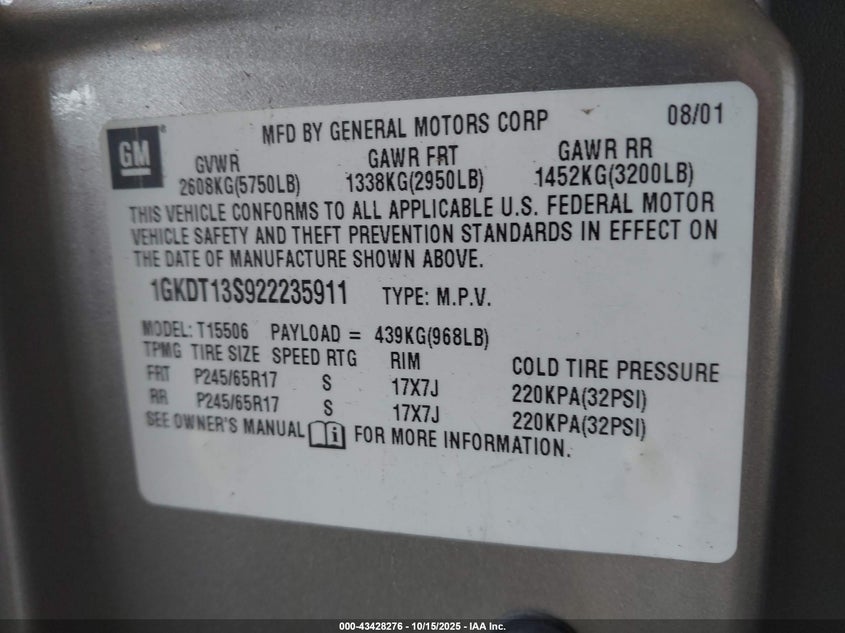 GM® MFD BY GENERAL MOTORS CORP 08/01
GVWR GAWR FRT GAWR RR
2608KG(5750LB) 1338KG(2950LB) 1452KG(3200LB)
THIS VEHICLE CONFORMS TO ALL APPLICABLE U.S. FEDERAL MOTOR
VEHICLE SAFETY AND THEFT PREVENTION STANDARDS IN EFFECT ON
THE DATE OF MANUFACTURE SHOWN ABOVE.
1GKDT13S922235911 TYPE: M.P.V.
MODEL: T15506 PAYLOAD = 439KG(968LB)
TPMG TIRE SIZE SPEED RTG RIM COLD TIRE PRESSURE
FRT P245/65R17 S 17X7J 220KPA(32PSI)
RR P245/65R17 S 17X7J 220KPA(32PSI)
SEE OWNER'S MANUAL i FOR MORE INFORMATION.
000-43428276 - 10/15/2025 - IAA Inc.